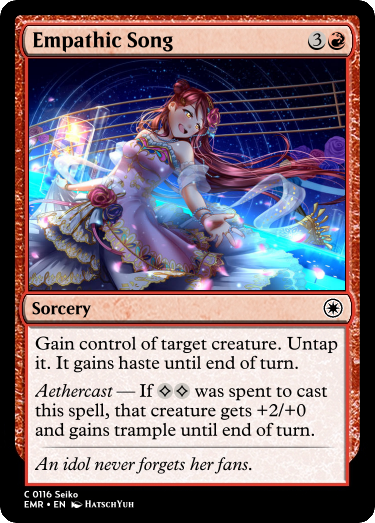 Empathic Song 3
Sorcery
Gain control of target creature. Untap
it. It gains haste until end of turn.
Aethercast — If was spent to cast
this spell, that creature gets +2/+0
and gains trample until end of turn.
An idol never forgets her fans.
C 0116 Seiko
EMR • EN HatschYuh